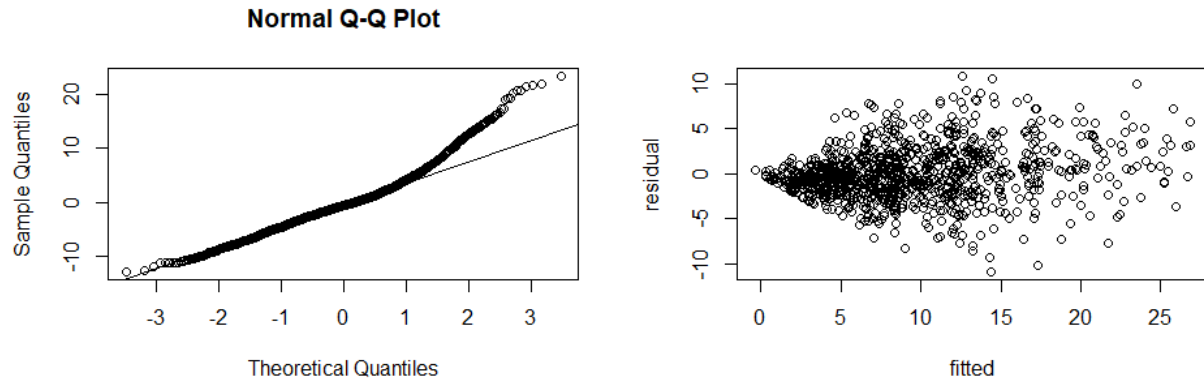 Normal Q-Q Plot
Sample Quantiles
-10 0 10 20
-3 -2 -1 0 1 2 3
Theoretical Quantiles
residual
-10 -5 0 5 10
0 5 10 15 20 25
fitted